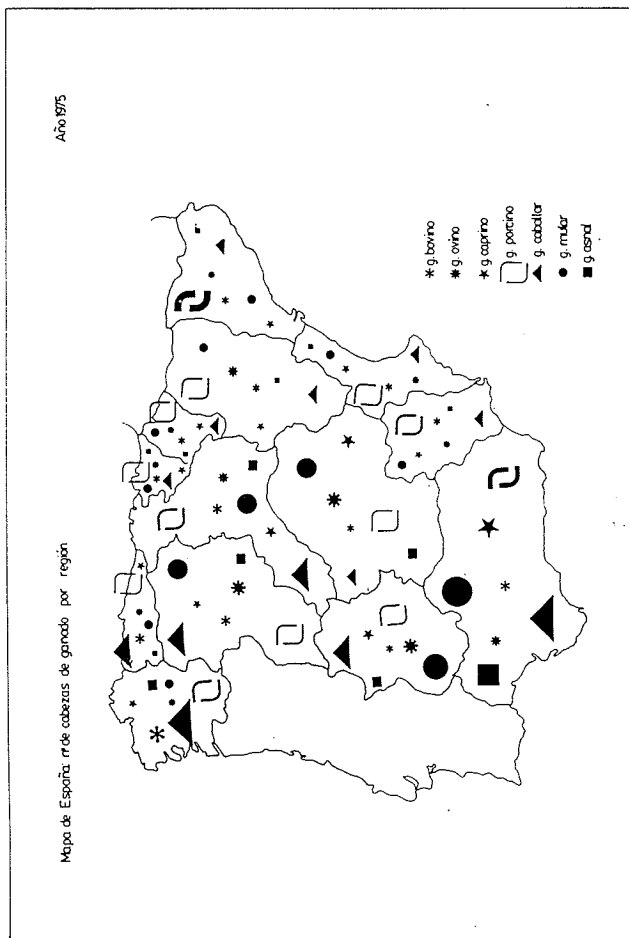 Mapa de España: nº de cabezas de ganado por región
Año 1975
g. bovino
g. ovino
g. caprino
g. porcino
g. caballar
g. mular
g. asnal